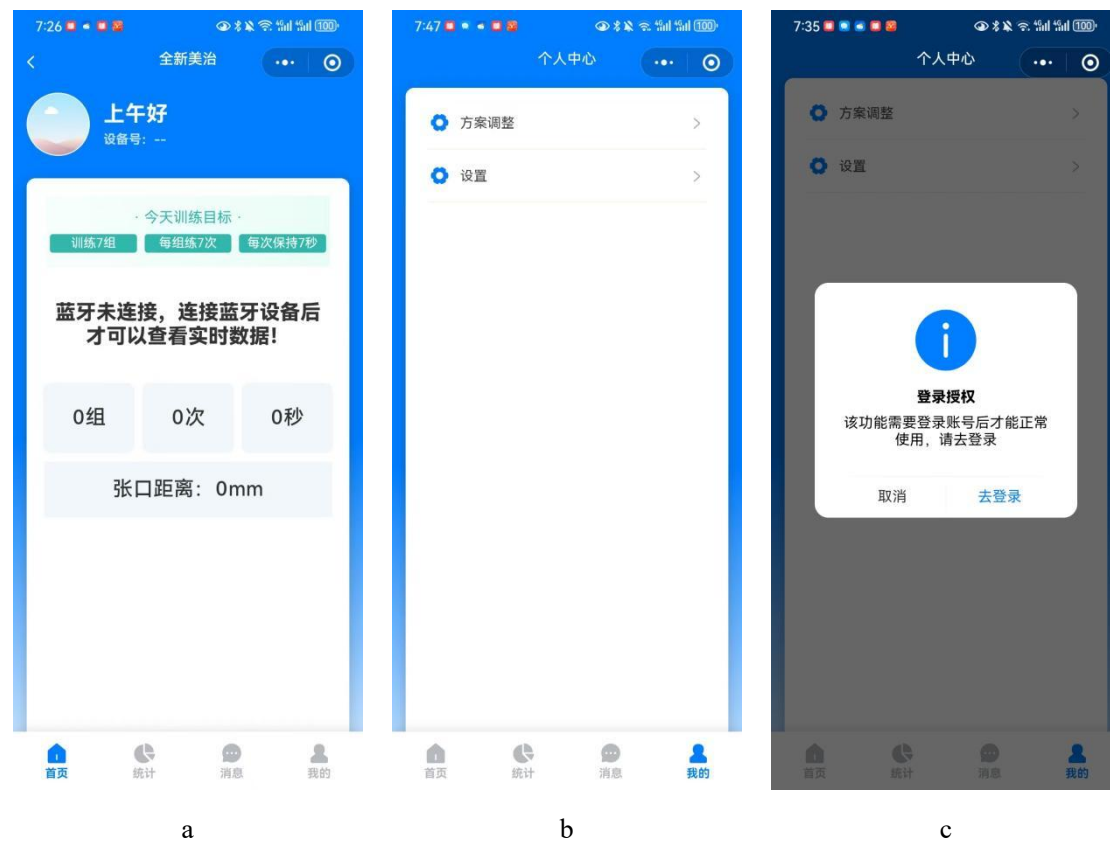 7:26
100
全新美治
上午好
设备号: --
· 今天训练目标 ·
训练7组 每组练7次 每次保持7秒
蓝牙未连接，连接蓝牙设备后
才可以查看实时数据!
0组 0次 0秒
张口距离: 0mm
首页 统计 消息 我的
a
7:47
100
个人中心
方案调整
设置
首页 统计 消息 我的
b
7:35
100
个人中心
方案调整
设置
登录授权
该功能需要登录账号后才能正常
使用，请去登录
取消 去登录
首页 统计 消息 我的
c